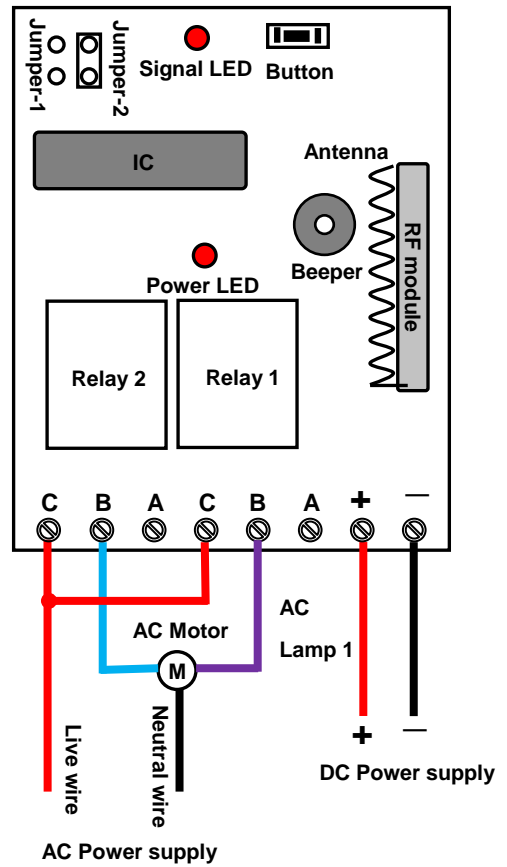 Jumper-1
Jumper-2
Signal LED
Button
IC
Antenna
RF module
Beeper
Power LED
Relay 2
Relay 1
C B A C B A + —
AC
Lamp 1
AC Motor
M
Live wire
Neutral wire
+ —
DC Power supply
AC Power supply